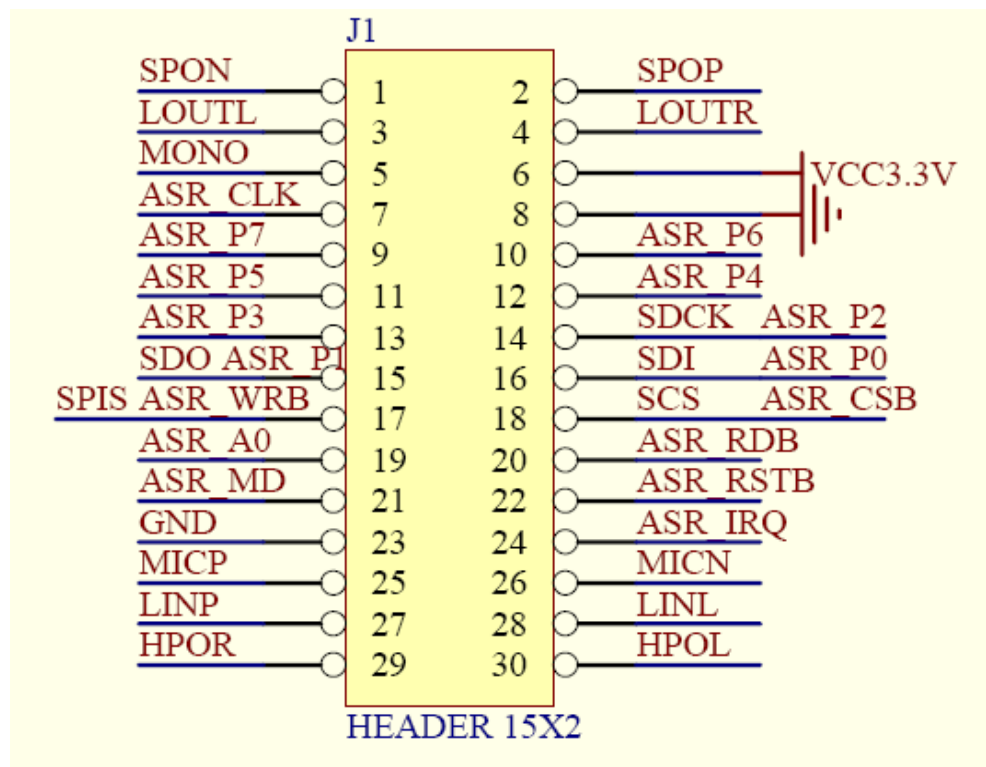 J1
SPON 1 2 SPOP
LOUTL 3 4 LOUTR
MONO 5 6 VCC3.3V
ASR_CLK 7 8
ASR_P7 9 10 ASR_P6
ASR_P5 11 12 ASR_P4
ASR_P3 13 14 SDCK ASR_P2
SDO ASR_P1 15 16 SDI ASR_P0
SPIS ASR_WRB 17 18 SCS ASR_CSB
ASR_A0 19 20 ASR_RDB
ASR_MD 21 22 ASR_RSTB
GND 23 24 ASR_IRQ
MICP 25 26 MICN
LINP 27 28 LINL
HPOR 29 30 HPOL
HEADER 15X2